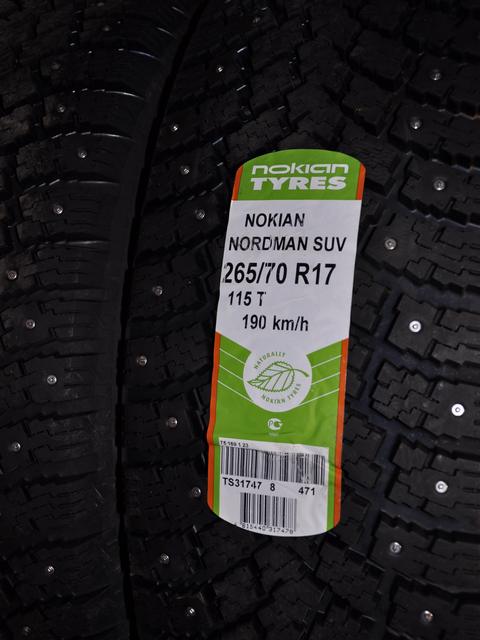 nokian
TYRES
NOKIAN
NORDMAN SUV
265/70 R17
115 T
190 km/h
NATURALLY
NOKIAN TYRES
TS31747 8 471